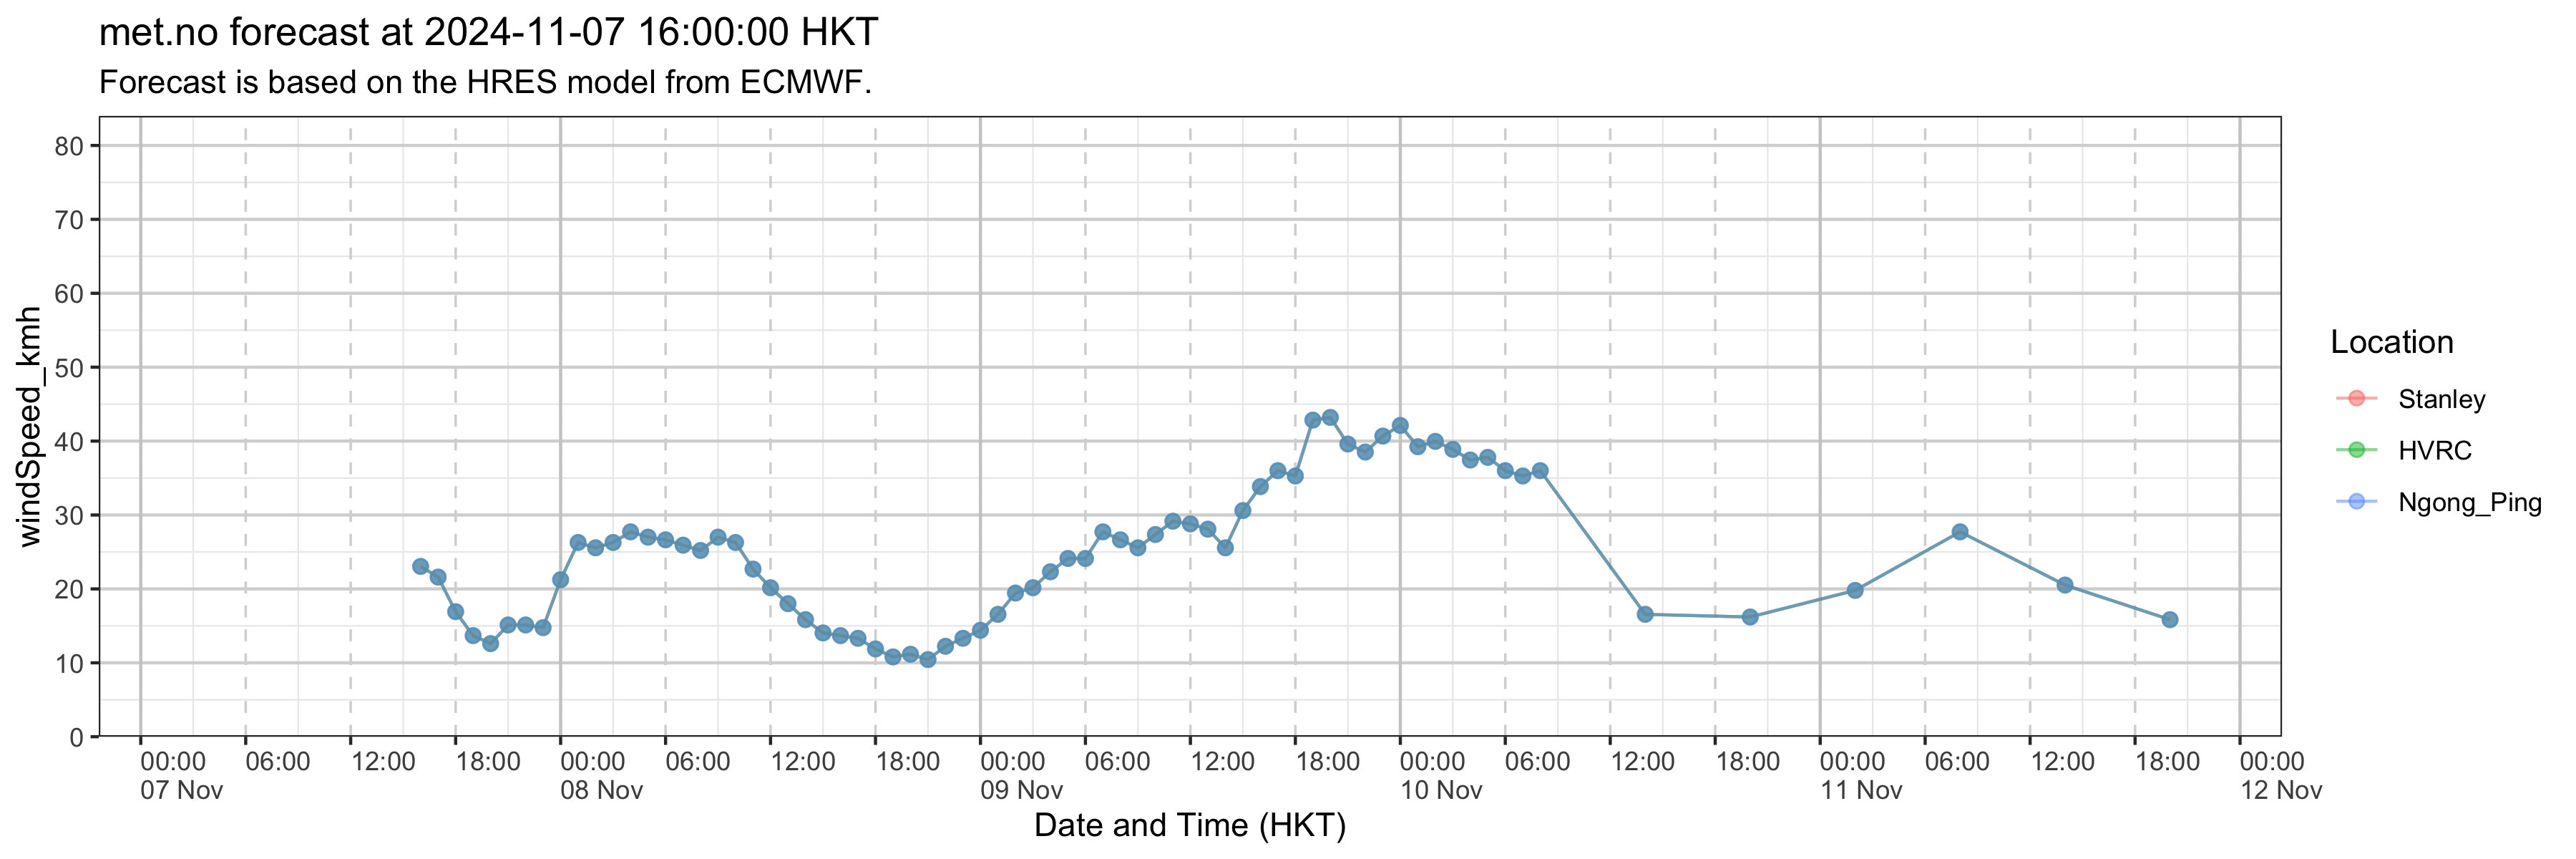 met.no forecast at 2024-11-07 16:00:00 HKT
Forecast is based on the HRES model from ECMWF.
windSpeed_kmh
80
70
60
50
40
30
20
10
0
00:00 06:00 12:00 18:00 00:00 06:00 12:00 18:00 00:00 06:00 12:00 18:00 00:00 06:00 12:00 18:00 00:00 06:00 12:00 18:00 00:00
07 Nov 08 Nov 09 Nov 10 Nov 11 Nov 12 Nov
Date and Time (HKT)
Location
Stanley
HVRC
Ngong_Ping